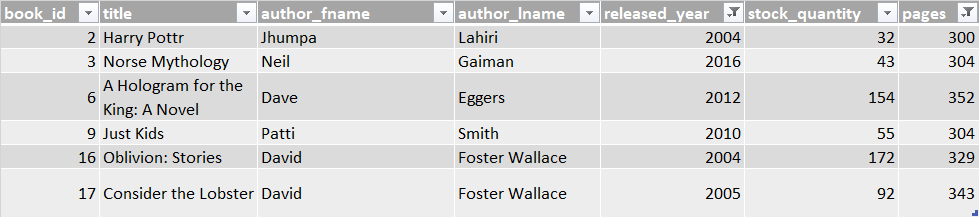 book_id title author_fname author_lname released_year stock_quantity pages
2 Harry Pottr Jhumpa Lahiri 2004 32 300
3 Norse Mythology Neil Gaiman 2016 43 304
A Hologram for the
6 King: A Novel Dave Eggers 2012 154 352
9 Just Kids Patti Smith 2010 55 304
16 Oblivion: Stories David Foster Wallace 2004 172 329
17 Consider the Lobster David Foster Wallace 2005 92 343